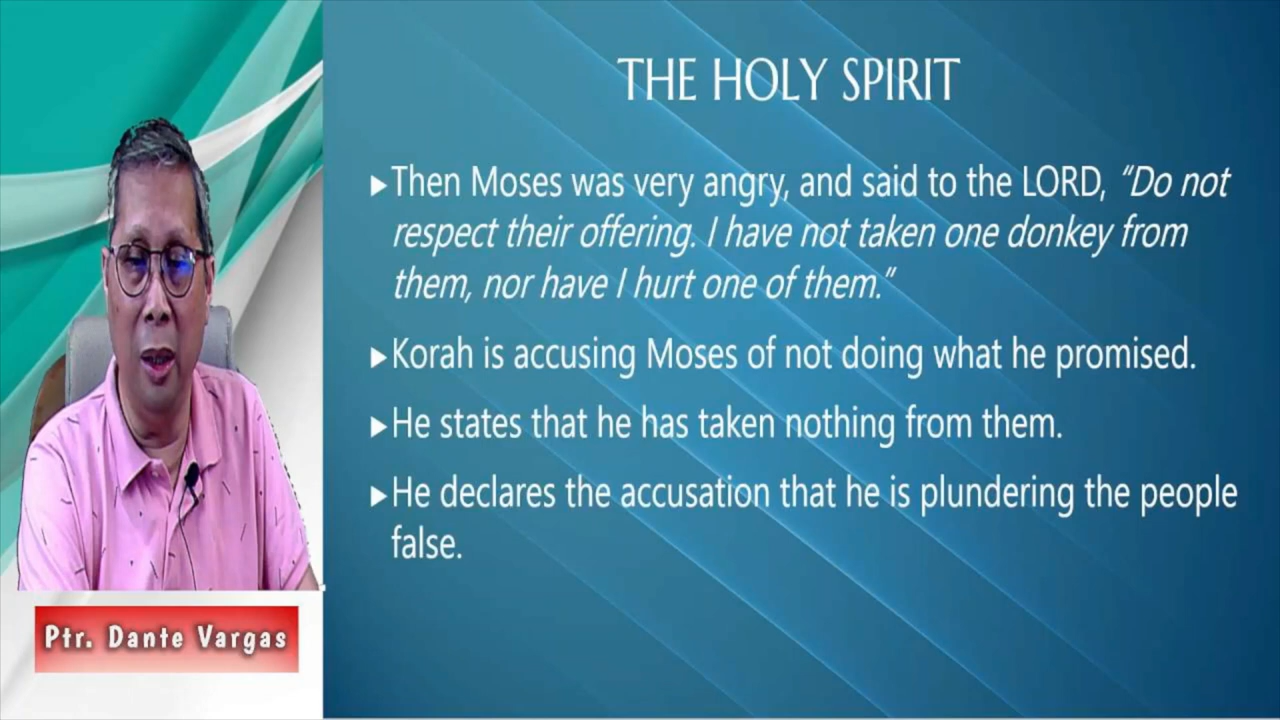 THE HOLY SPIRIT
Then Moses was very angry, and said to the LORD, “Do not
respect their offering. I have not taken one donkey from
them, nor have I hurt one of them.”
Korah is accusing Moses of not doing what he promised.
He states that he has taken nothing from them.
He declares the accusation that he is plundering the people
false.
Ptr. Dante Vargas